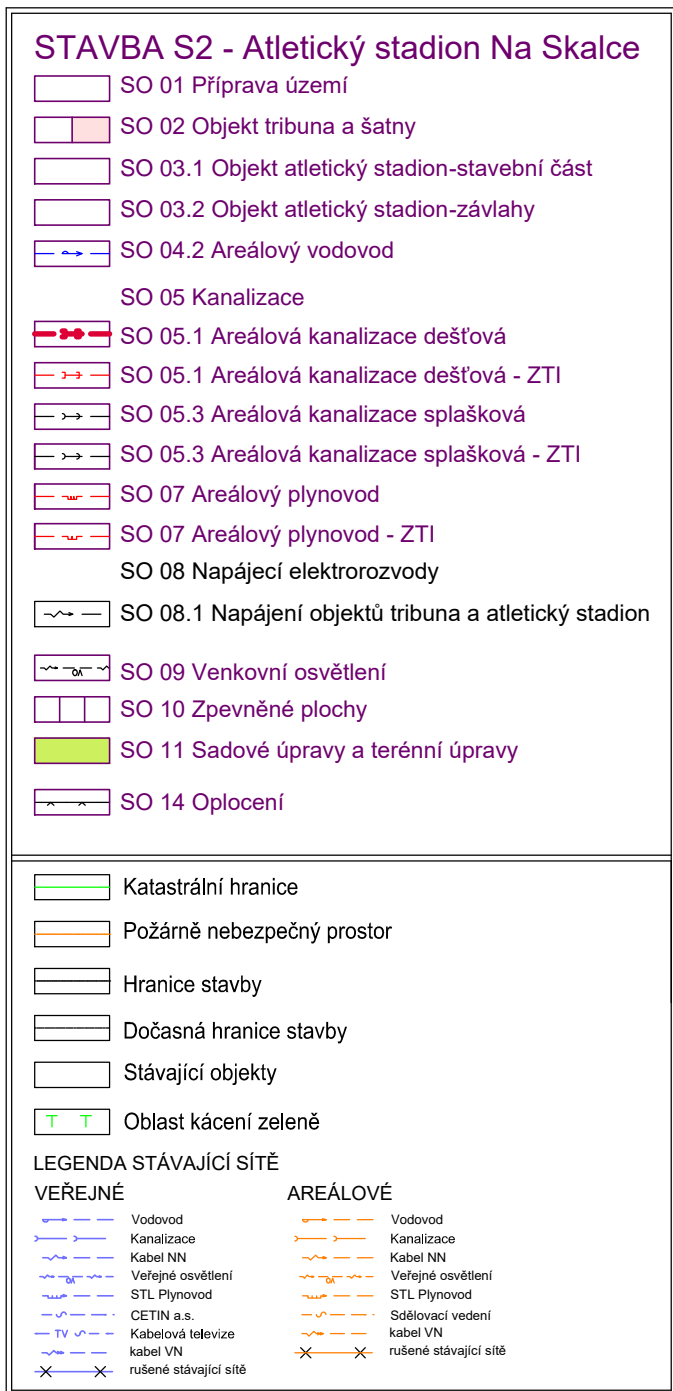 STAVBA S2 - Atletický stadion Na Skalce
SO 01 Příprava území
SO 02 Objekt tribuna a šatny
SO 03.1 Objekt atletický stadion-stavební část
SO 03.2 Objekt atletický stadion-závlahy
SO 04.2 Areálový vodovod
SO 05 Kanalizace
SO 05.1 Areálová kanalizace dešťová
SO 05.1 Areálová kanalizace dešťová - ZTI
SO 05.3 Areálová kanalizace splašková
SO 05.3 Areálová kanalizace splašková - ZTI
SO 07 Areálový plynovod
SO 07 Areálový plynovod - ZTI
SO 08 Napájecí elektrorozvody
SO 08.1 Napájení objektů tribuna a atletický stadion
SO 09 Venkovní osvětlení
SO 10 Zpevněné plochy
SO 11 Sadové úpravy a terénní úpravy
SO 14 Oplocení
Katastrální hranice
Požárně nebezpečný prostor
Hranice stavby
Dočasná hranice stavby
Stávající objekty
Oblast kácení zeleně
LEGENDA STÁVAJÍCÍ SÍTĚ
VEŘEJNÉ
Vodovod
Kanalizace
Kabel NN
Veřejné osvětlení
STL Plynovod
CETIN a.s.
TV Kabelová televize
kabel VN
rušené stávající sítě
AREÁLOVÉ
Vodovod
Kanalizace
Kabel NN
Veřejné osvětlení
STL Plynovod
Sdělovací vedení
kabel VN
rušené stávající sítě